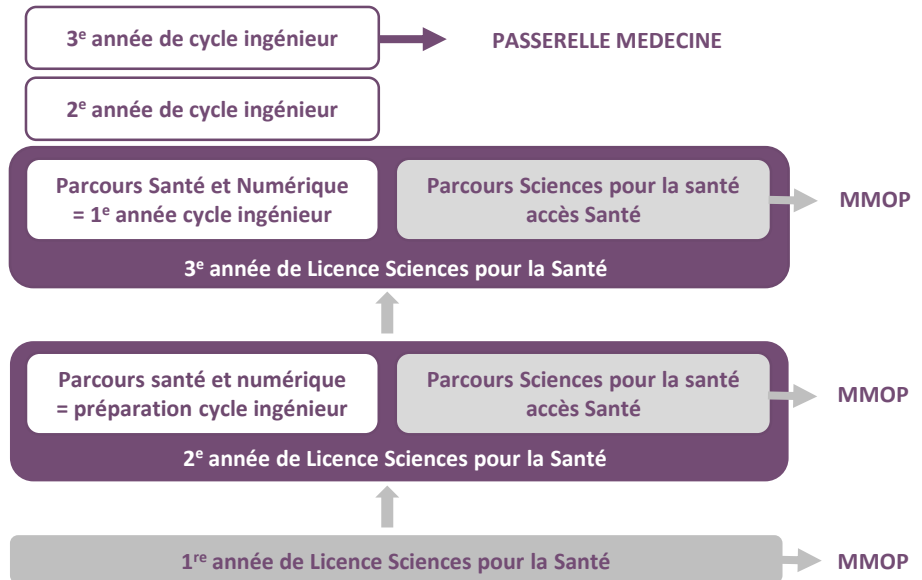 3e année de cycle ingénieur
PASSERELLE MEDECINE
2e année de cycle ingénieur
Parcours Santé et Numérique
= 1e année cycle ingénieur
Parcours Sciences pour la santé
accès Santé
MMOP
3e année de Licence Sciences pour la Santé
Parcours santé et numérique
= préparation cycle ingénieur
Parcours Sciences pour la santé
accès Santé
MMOP
2e année de Licence Sciences pour la Santé
1re année de Licence Sciences pour la Santé
MMOP